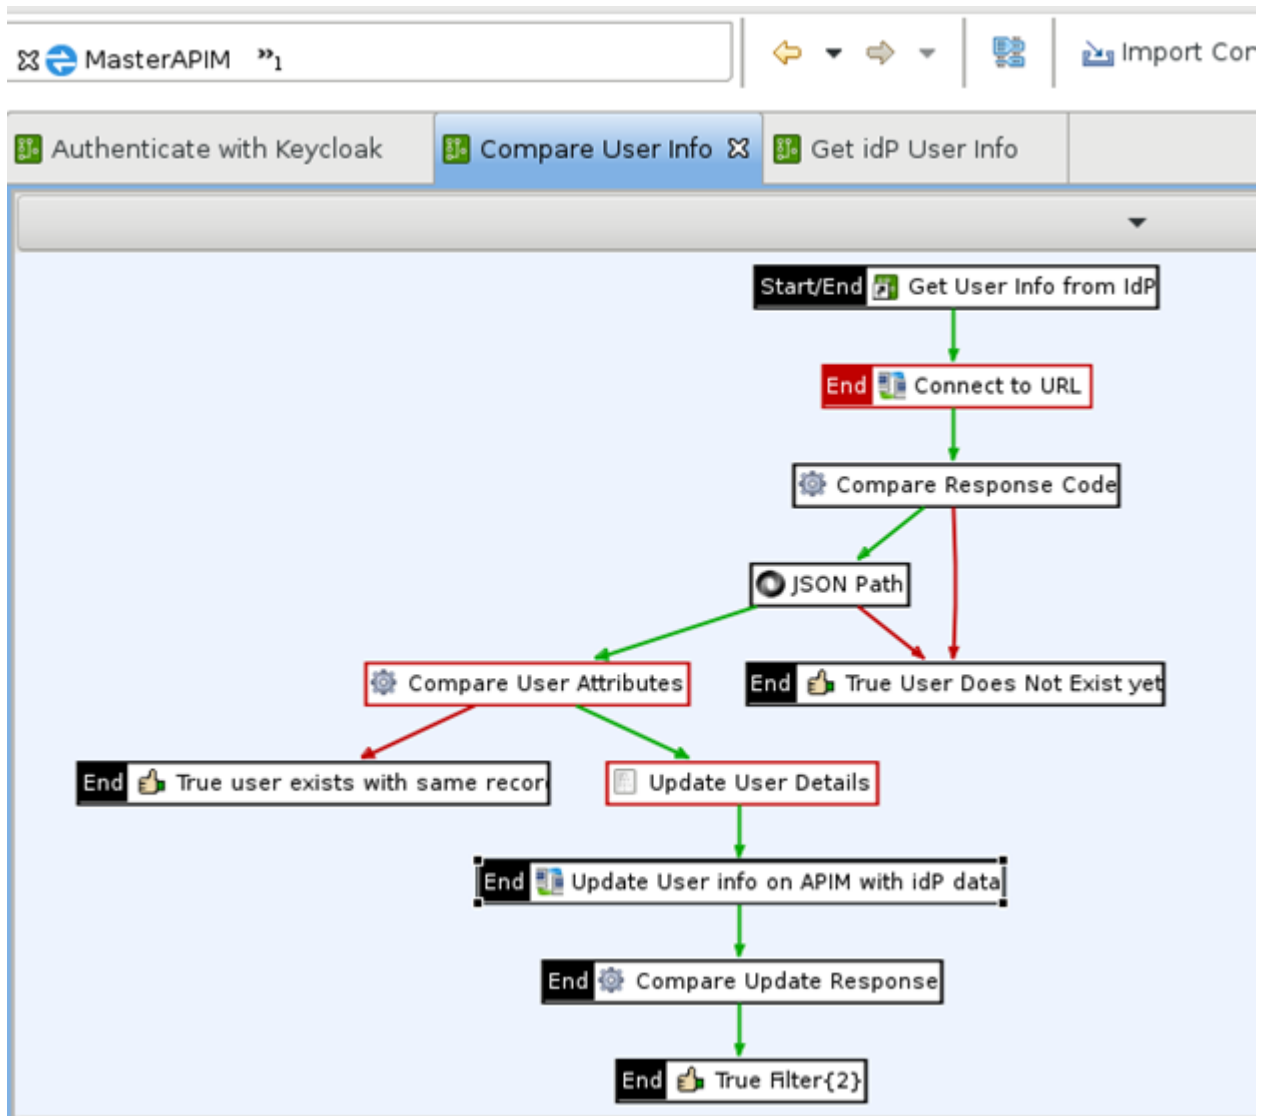 MasterAPIM »1
Import Cor
Authenticate with Keycloak
Compare User Info
Get idP User Info
Start/End Get User Info from IdP
End Connect to URL
Compare Response Code
JSON Path
Compare User Attributes
End True User Does Not Exist yet
End True user exists with same recor
Update User Details
End Update User info on APIM with idP data
End Compare Update Response
End True Filter{2}